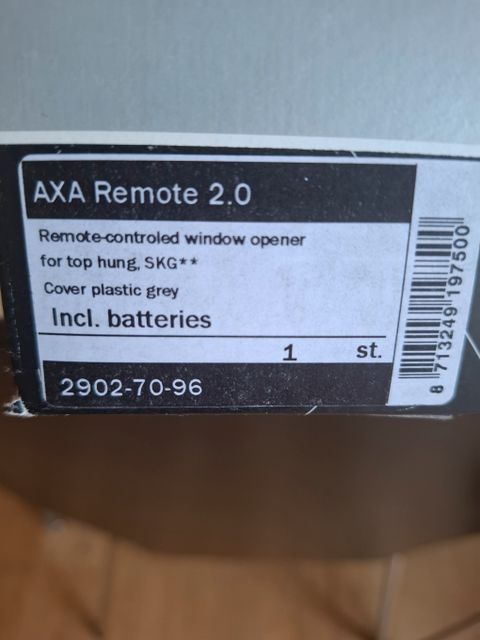 AXA Remote 2.0
Remote-controled window opener
for top hung, SKG**
Cover plastic grey
Incl. batteries
1 st.
2902-70-96
8 713249 197500